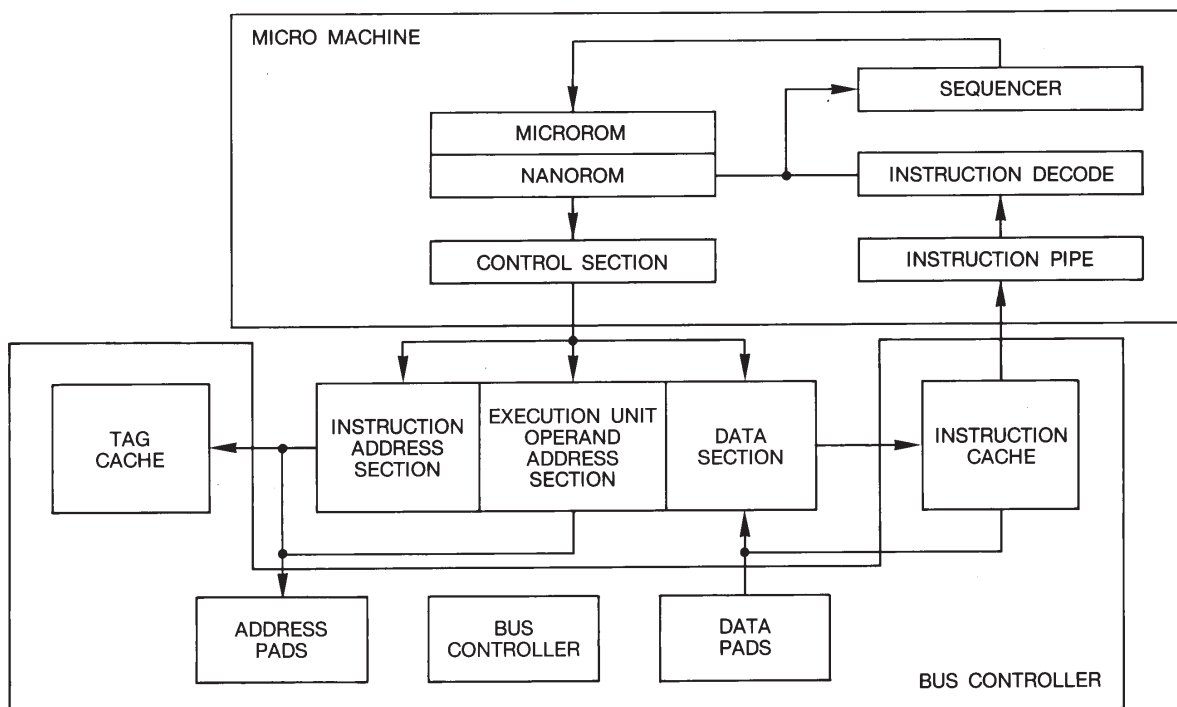 MICRO MACHINE
SEQUENCER
MICROROM
NANOROM
INSTRUCTION DECODE
CONTROL SECTION
INSTRUCTION PIPE
TAG
CACHE
INSTRUCTION
ADDRESS
SECTION
EXECUTION UNIT
OPERAND
ADDRESS
SECTION
DATA
SECTION
INSTRUCTION
CACHE
ADDRESS
PADS
BUS
CONTROLLER
DATA
PADS
BUS CONTROLLER